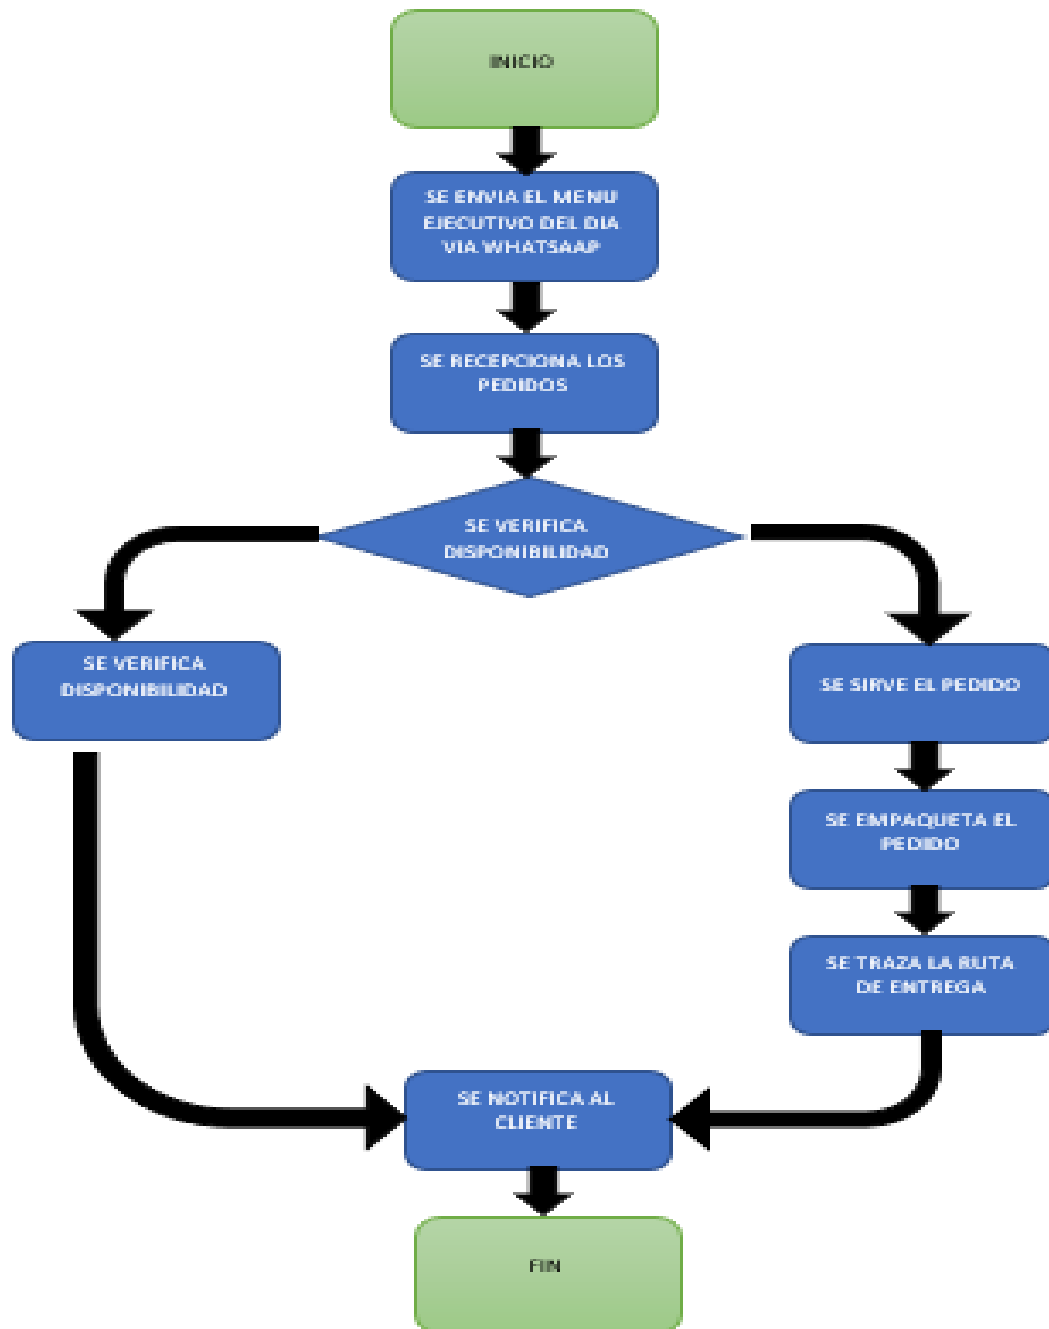 INICIO
SE ENVIA EL MENU
EJECUTIVO DEL DIA
VIA WHATSAAP
SE RECEPCIONA LOS
PEDIDOS
SE VERIFICA
DISPONIBILIDAD
SE VERIFICA
DISPONIBILIDAD
SE SIRVE EL PEDIDO
SE EMPAQUETA EL
PEDIDO
SE TRAZA LA RUTA
DE ENTREGA
SE NOTIFICA AL
CLIENTE
FIN